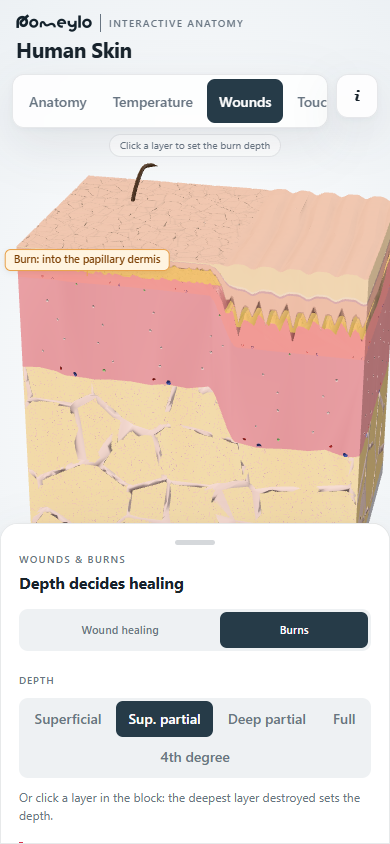 Domeylo | INTERACTIVE ANATOMY
Human Skin
Anatomy Temperature Wounds Touc
i
Click a layer to set the burn depth
Burn: into the papillary dermis
WOUNDS & BURNS
Depth decides healing
Wound healing Burns
DEPTH
Superficial Sup. partial Deep partial Full
4th degree
Or click a layer in the block: the deepest layer destroyed sets the
depth.